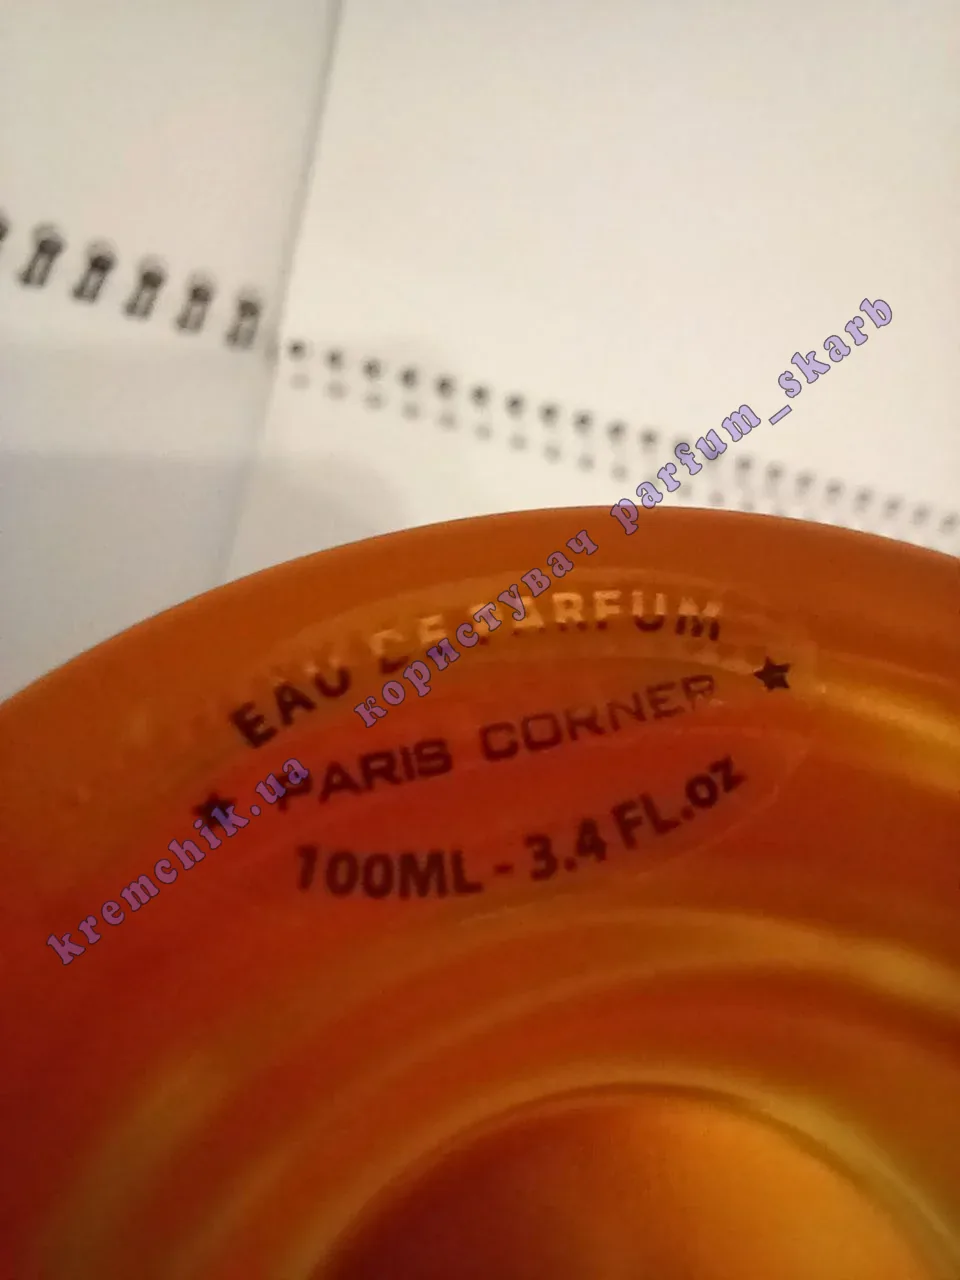 EAU DE PARFUM
★ PARIS CORNER ★
100ML - 3.4 FL.oz
kremchik.ua користувач parfum_skarb